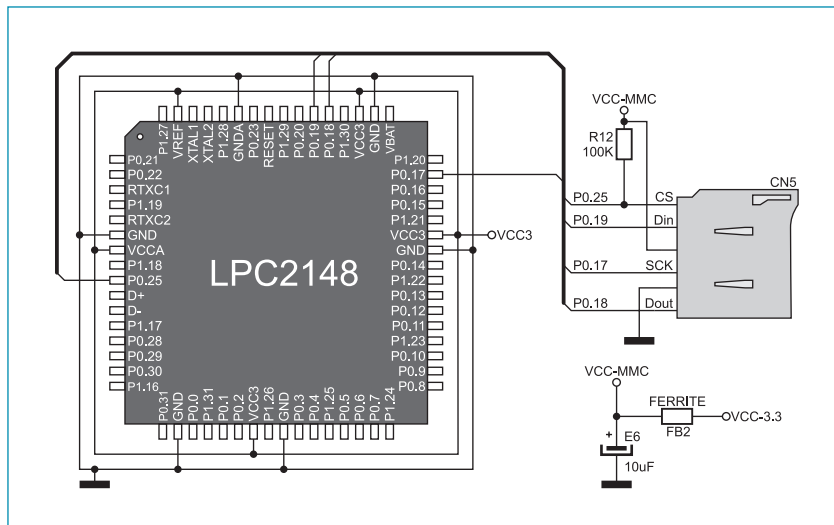 P1.27
VREF
XTAL1
XTAL2
P1.28
GNDA
P0.23
RESET
P1.29
P0.20
P0.19
P0.18
P1.30
VCC3
GND
VBAT
P0.21
P0.22
RTXC1
P1.19
RTXC2
GND
VCCA
P1.18
P0.25
D+
D-
P1.17
P0.28
P0.29
P0.30
P1.16
LPC2148
P1.20
P0.17
P0.16
P0.15
P1.21
VCC3
GND
P0.14
P1.22
P0.13
P0.12
P0.11
P1.23
P0.10
P0.9
P0.8
P0.31
GND
P0.0
P1.31
P0.1
P0.2
VCC3
P1.26
GND
P0.3
P0.4
P1.25
P0.5
P0.6
P0.7
P1.24
VCC3
VCC-MMC
R12
100K
CN5
P0.25 CS
P0.19 Din
P0.17 SCK
P0.18 Dout
VCC-MMC
FERRITE
VCC-3.3
FB2
+ E6
10uF